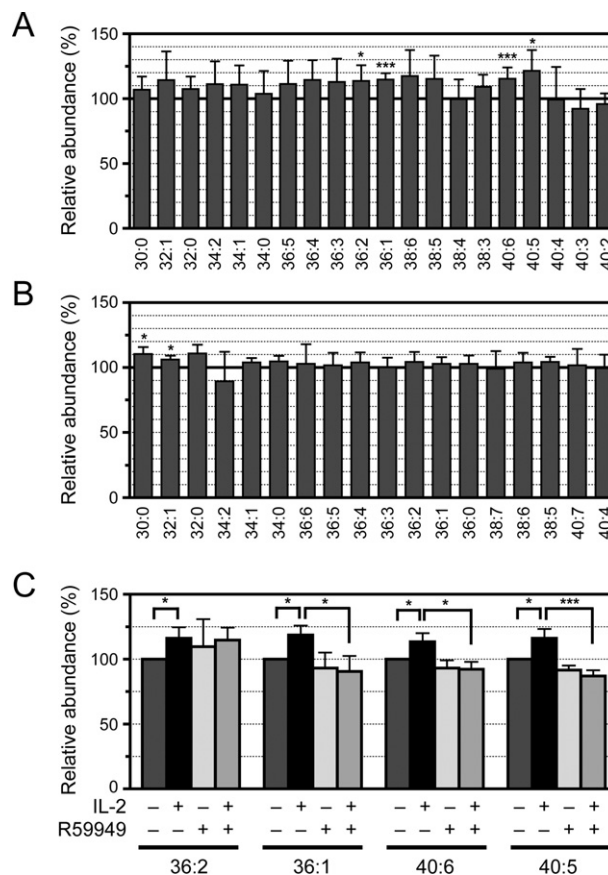 A
Relative abundance (%)
150
100
50
0
* *** *** *
30:0 32:1 32:0 34:2 34:1 34:0 36:5 36:4 36:3 36:2 36:1 38:6 38:5 38:4 38:3 40:6 40:5 40:4 40:3 40:2
B
Relative abundance (%)
150
100
50
0
* *
30:0 32:1 32:0 34:2 34:1 34:0 36:6 36:5 36:4 36:3 36:2 36:1 36:0 38:7 38:6 38:5 40:7 40:4
C
Relative abundance (%)
150
100
50
0
* * * * * * ***
IL-2 – + – + – + – + – + – + – + – +
R59949 – – + + – – + + – – + + – – + +
36:2 36:1 40:6 40:5